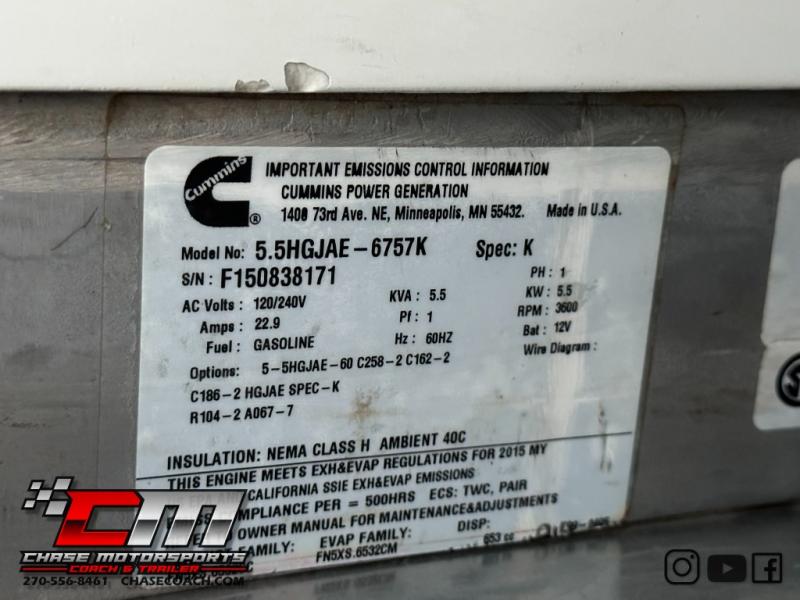 Cummins
IMPORTANT EMISSIONS CONTROL INFORMATION
CUMMINS POWER GENERATION
1408 73rd Ave. NE, Minneapolis, MN 55432. Made in U.S.A.
Model No: 5.5HGJAE-6757K Spec: K
S/N: F150838171 PH: 1
AC Volts: 120/240V KVA: 5.5 KW: 5.5
Amps: 22.9 Pf: 1 RPM: 3600
Fuel: GASOLINE Hz: 60HZ Bat: 12V
Wire Diagram:
Options: 5-5HGJAE-60 C258-2 C162-2
C186-2 HGJAE SPEC-K
R104-2 A067-7
INSULATION: NEMA CLASS H AMBIENT 40C
THIS ENGINE MEETS EXH&EVAP REGULATIONS FOR 2015 MY
EPA AND CALIFORNIA SSIE EXH&EVAP EMISSIONS
COMPLIANCE PER = 500HRS ECS: TWC, PAIR
OWNER MANUAL FOR MAINTENANCE&ADJUSTMENTS
FAMILY: EVAP FAMILY: DISP:
FN5XS.6532CM 653 cc
CM
CHASE MOTORSPORTS
COACH & TRAILER
270-556-8461 CHASECOACH.COM